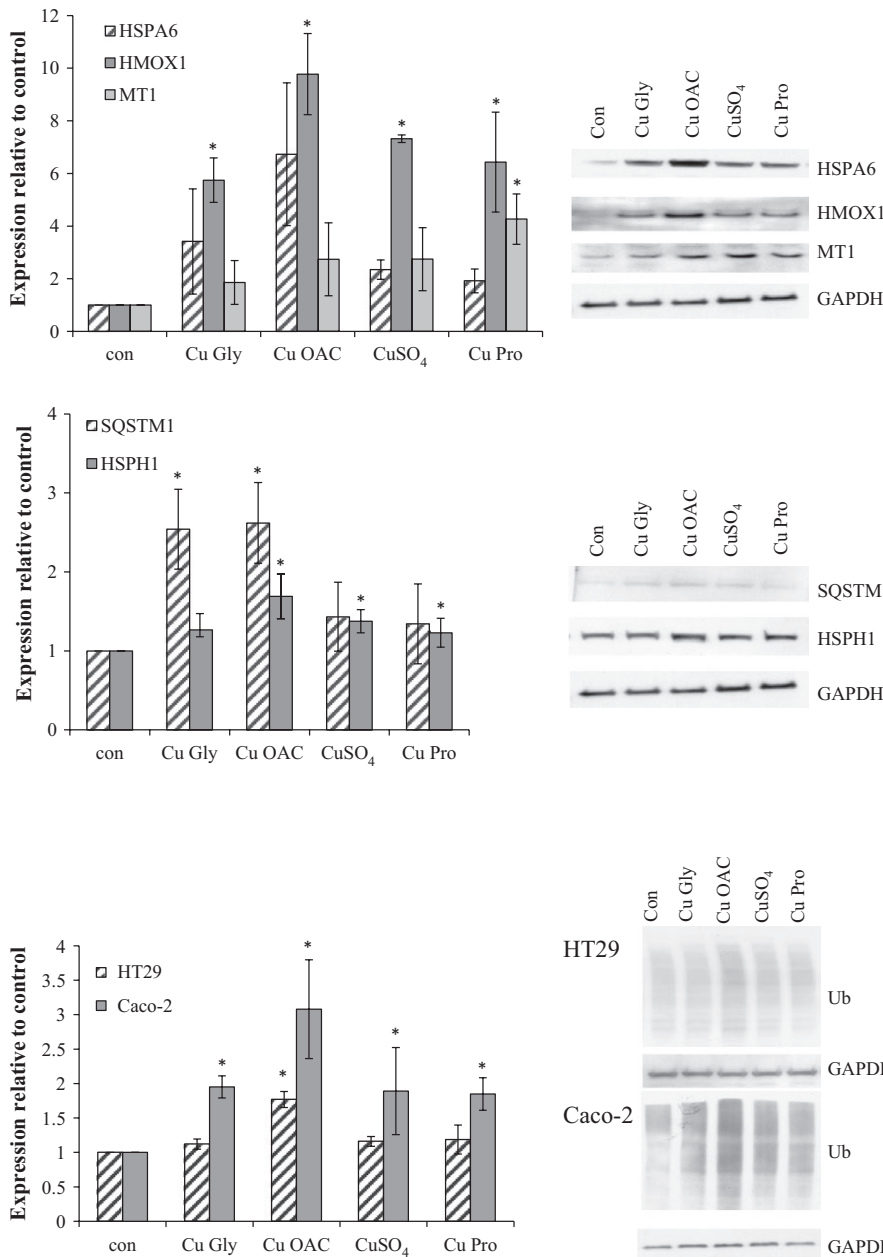 Expression relative to control
12
10
8
6
4
2
0
HSPA6
HMOX1
MT1
*
*
*
*
*
con
Cu Gly
Cu OAC
CuSO₄
Cu Pro
Con
Cu Gly
Cu OAC
CuSO₄
Cu Pro
HSPA6
HMOX1
MT1
GAPDH
Expression relative to control
4
3
2
1
0
SQSTM1
HSPH1
*
*
*
*
*
con
Cu Gly
Cu OAC
CuSO₄
Cu Pro
Con
Cu Gly
Cu OAC
CuSO₄
Cu Pro
SQSTM
HSPH1
GAPDH
Expression relative to control
4
3.5
3
2.5
2
1.5
1
0.5
0
HT29
Caco-2
*
*
*
*
*
con
Cu Gly
Cu OAC
CuSO₄
Cu Pro
Con
Cu Gly
Cu OAC
CuSO₄
Cu Pro
HT29
Ub
GAPD
Caco-2
Ub
GAPD